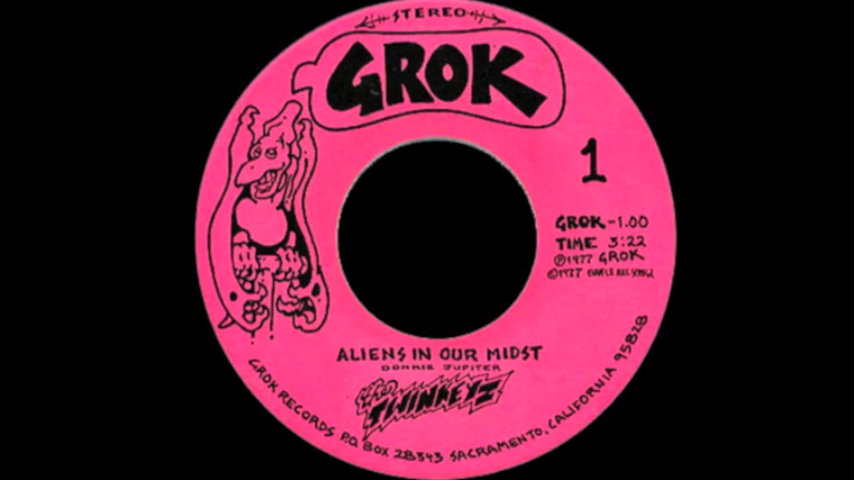 STEREO
GROK
1
GROK-1.00
TIME 3:22
℗1977 GROK
©1977
ALIENS IN OUR MIDST
DONNIE JUPITER
THE TWINKEYZ
GROK RECORDS P.O. BOX 28343 SACRAMENTO, CALIFORNIA 95828